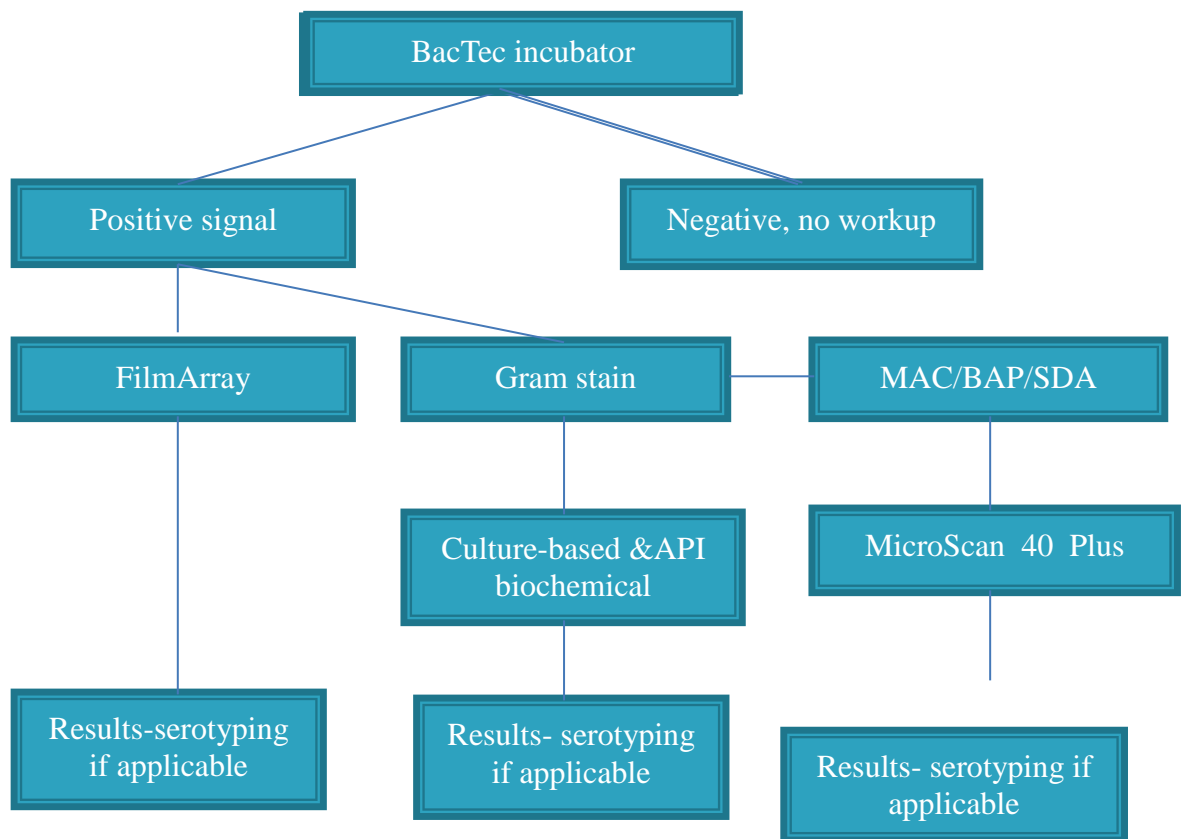 BacTec incubator
Positive signal
Negative, no workup
FilmArray
Gram stain
MAC/BAP/SDA
Culture-based &API
biochemical
MicroScan 40 Plus
Results-serotyping
if applicable
Results- serotyping
if applicable
Results- serotyping if
applicable